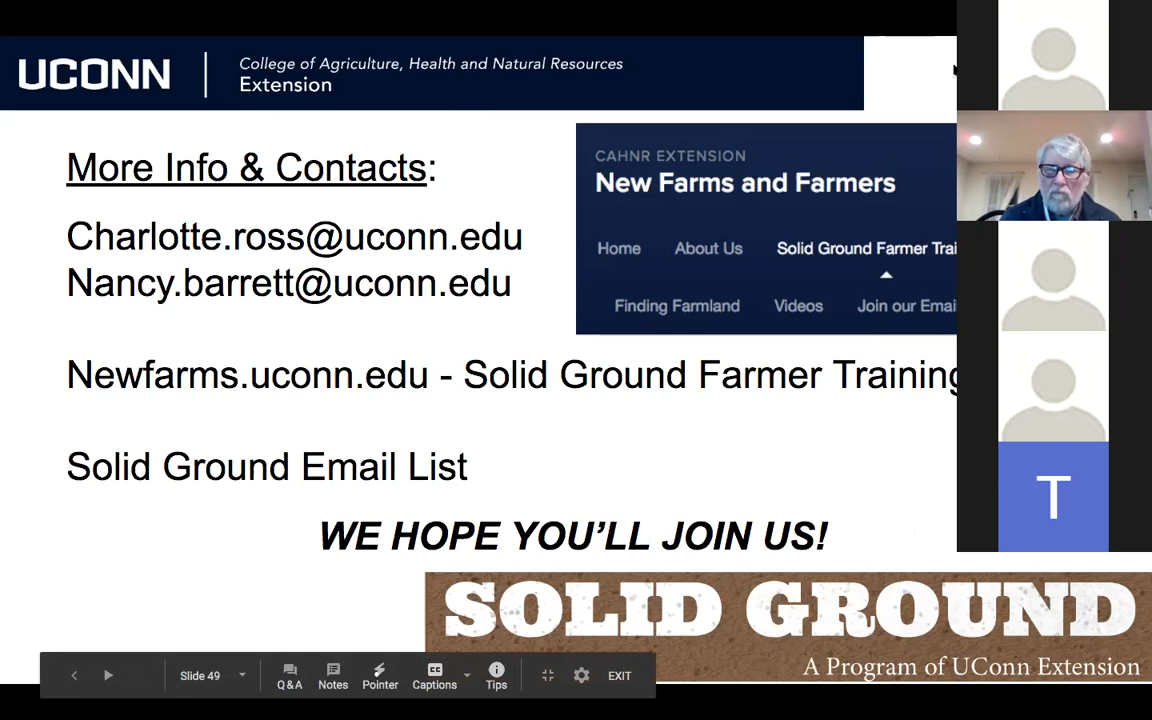 UCONN
College of Agriculture, Health and Natural Resources
Extension
More Info & Contacts:
Charlotte.ross@uconn.edu
Nancy.barrett@uconn.edu
CAHNR EXTENSION
New Farms and Farmers
Home About Us Solid Ground Farmer Trai
Finding Farmland Videos Join our Emai
Newfarms.uconn.edu - Solid Ground Farmer Training
Solid Ground Email List
WE HOPE YOU’LL JOIN US!
T
SOLID GROUND
A Program of UConn Extension
Slide 49
Q&A Notes Pointer CC Captions Tips EXIT